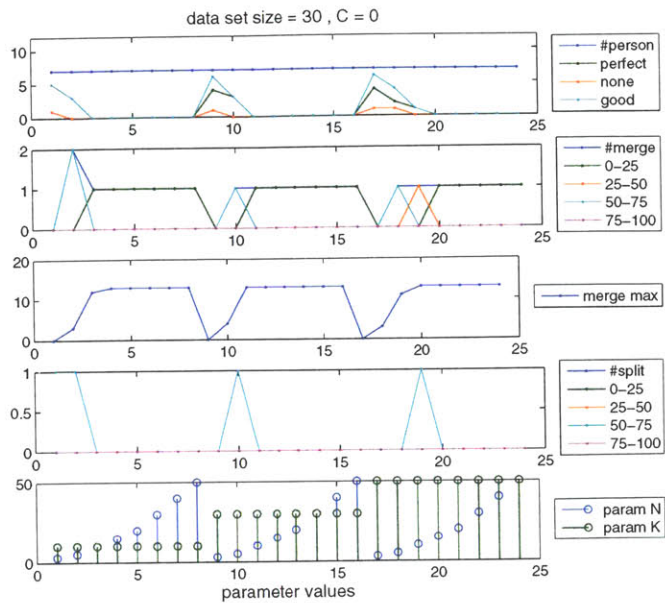 data set size = 30 , C = 0
10
5
0
0 5 10 15 20 25
#person
perfect
none
good
2
1
0
0 5 10 15 20 25
#merge
0−25
25−50
50−75
75−100
20
10
0
0 5 10 15 20 25
merge max
1
0.5
0
0 5 10 15 20 25
#split
0−25
25−50
50−75
75−100
50
0
0 5 10 15 20 25
parameter values
param N
param K